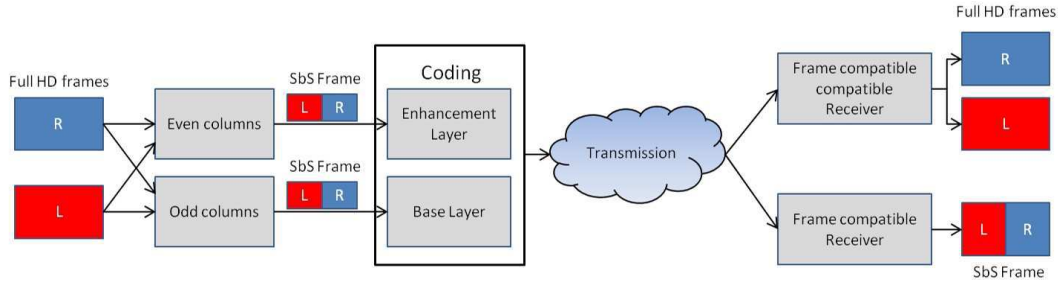 Full HD frames
R
L
Even columns
Odd columns
SbS Frame
L R
SbS Frame
L R
Coding
Enhancement
Layer
Base Layer
Transmission
Frame compatible
compatible
Receiver
Frame compatible
Receiver
Full HD frames
R
L
L R
SbS Frame